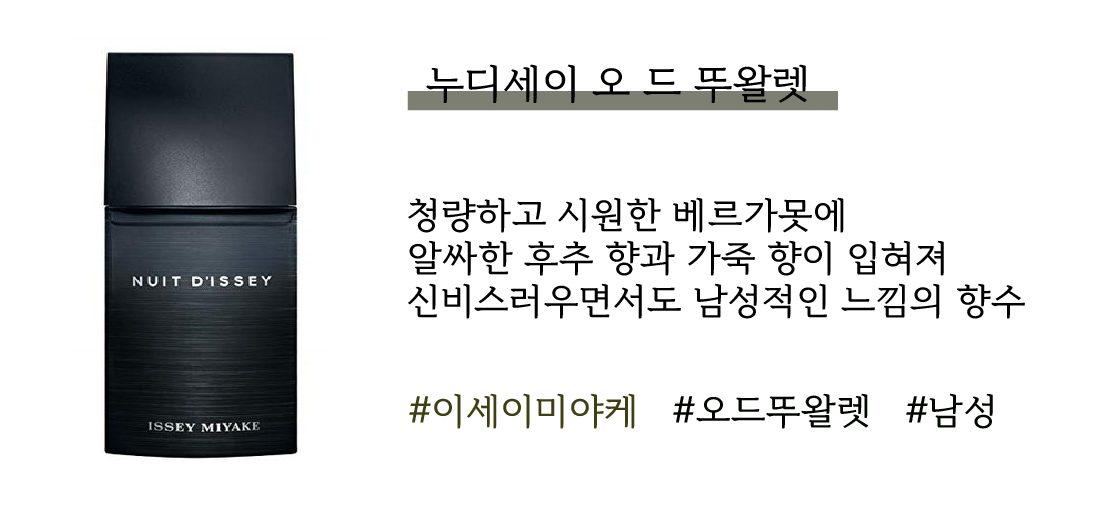 누디세이 오 드 뚜왈렛
청량하고 시원한 베르가못에
알싸한 후추 향과 가죽 향이 입혀져
신비스러우면서도 남성적인 느낌의 향수
#이세이미야케 #오드뚜왈렛 #남성
NUIT D'ISSEY
ISSEY MIYAKE